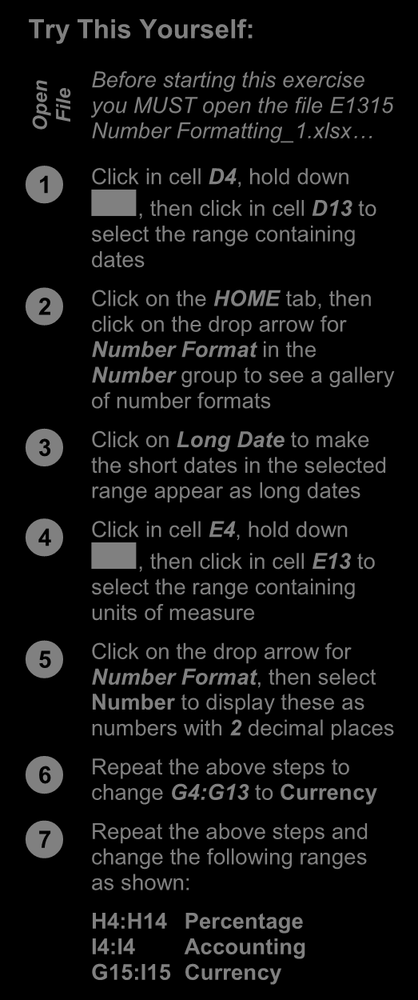 Try This Yourself:
Open
File
Before starting this exercise
you MUST open the file E1315
Number Formatting_1.xlsx…
1
Click in cell D4, hold down
, then click in cell D13 to
select the range containing
dates
2
Click on the HOME tab, then
click on the drop arrow for
Number Format in the
Number group to see a gallery
of number formats
3
Click on Long Date to make
the short dates in the selected
range appear as long dates
4
Click in cell E4, hold down
, then click in cell E13 to
select the range containing
units of measure
5
Click on the drop arrow for
Number Format, then select
Number to display these as
numbers with 2 decimal places
6
Repeat the above steps to
change G4:G13 to Currency
7
Repeat the above steps and
change the following ranges
as shown:
H4:H14 Percentage
I4:I4 Accounting
G15:I15 Currency